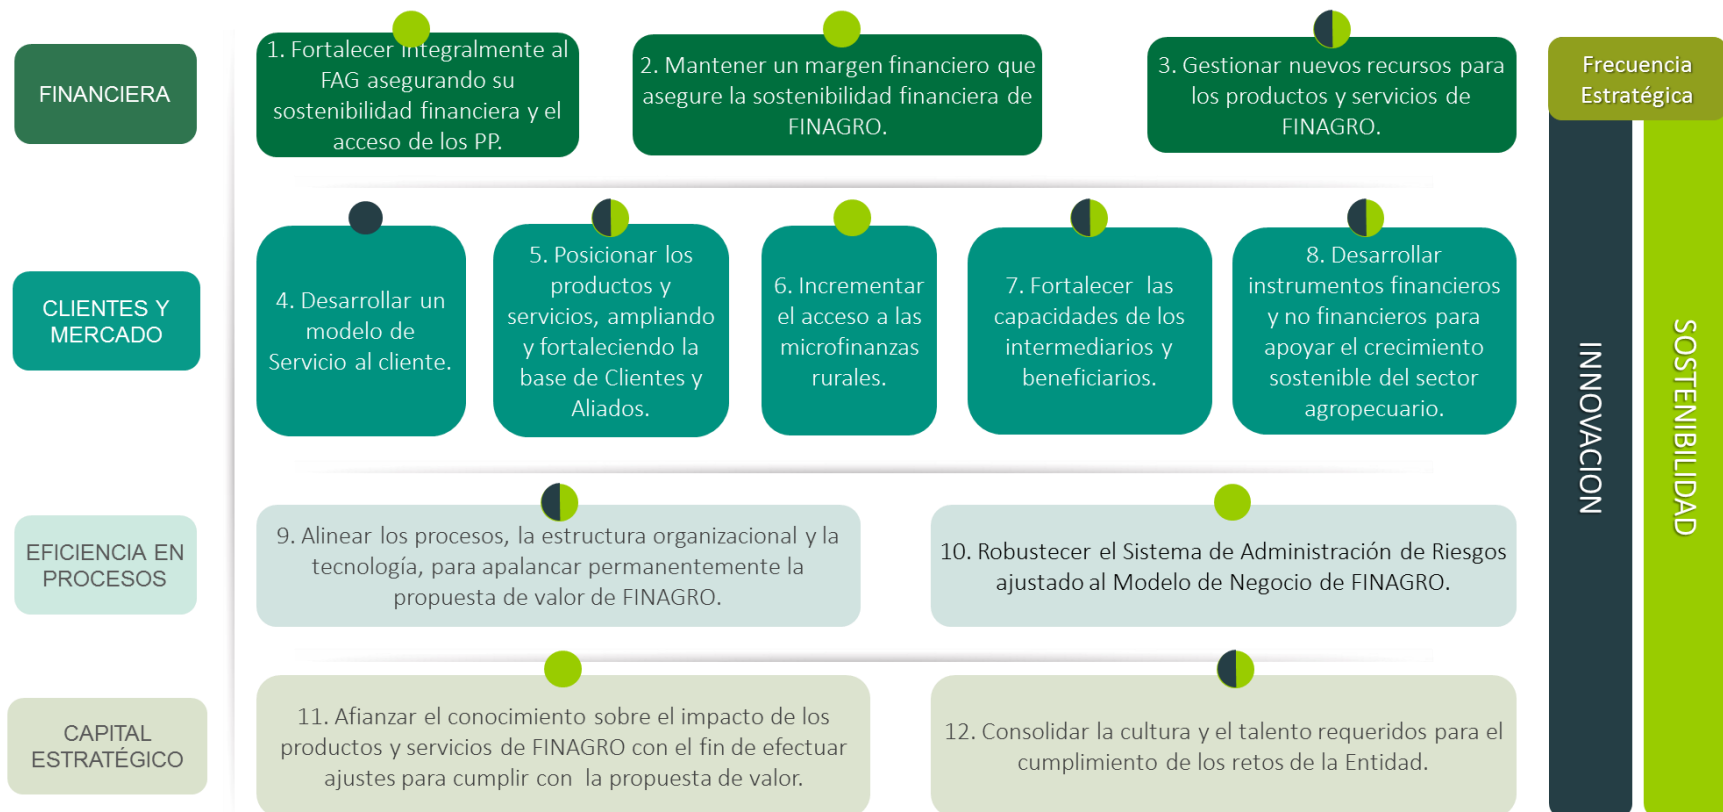 FINANCIERA
1. Fortalecer integralmente al
FAG asegurando su
sostenibilidad financiera y el
acceso de los PP.
2. Mantener un margen financiero que
asegure la sostenibilidad financiera de
FINAGRO.
3. Gestionar nuevos recursos para
los productos y servicios de
FINAGRO.
Frecuencia
Estratégica
CLIENTES Y
MERCADO
4. Desarrollar un
modelo de
Servicio al cliente.
5. Posicionar los
productos y
servicios, ampliando
y fortaleciendo la
base de Clientes y
Aliados.
6. Incrementar
el acceso a las
microfinanzas
rurales.
7. Fortalecer las
capacidades de los
intermediarios y
beneficiarios.
8. Desarrollar
instrumentos financieros
y no financieros para
apoyar el crecimiento
sostenible del sector
agropecuario.
INNOVACION
SOSTENIBILIDAD
EFICIENCIA EN
PROCESOS
9. Alinear los procesos, la estructura organizacional y la
tecnología, para apalancar permanentemente la
propuesta de valor de FINAGRO.
10. Robustecer el Sistema de Administración de Riesgos
ajustado al Modelo de Negocio de FINAGRO.
CAPITAL
ESTRATÉGICO
11. Afianzar el conocimiento sobre el impacto de los
productos y servicios de FINAGRO con el fin de efectuar
ajustes para cumplir con la propuesta de valor.
12. Consolidar la cultura y el talento requeridos para el
cumplimiento de los retos de la Entidad.